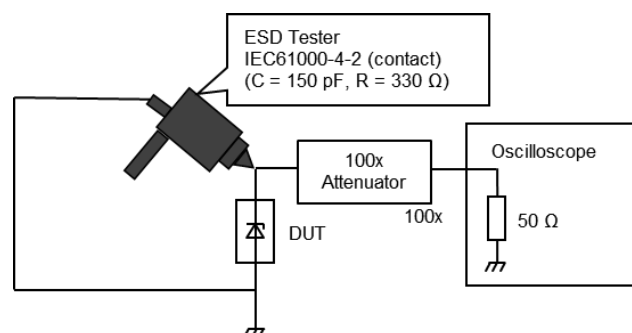 ESD Tester
IEC61000-4-2 (contact)
(C = 150 pF, R = 330 Ω)
100x
Attenuator
100x
Oscilloscope
50 Ω
DUT